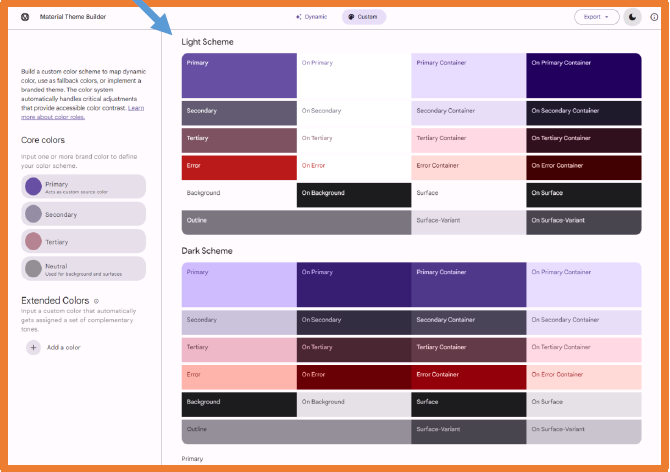 Material Theme Builder
Dynamic
Custom
Export
Build a custom color scheme to map dynamic
color, use as fallback colors, or implement a
branded theme. The color system
automatically handles critical adjustments
that provide accessible color contrast. Learn
more about color roles.
Core colors
Input one or more brand color to define
your color scheme.
Primary
Acts as custom source color
Secondary
Tertiary
Neutral
Used for background and surfaces
Extended Colors
Input a custom color that automatically
gets assigned a set of complementary
tones.
Add a color
Light Scheme
Primary
On Primary
Primary Container
On Primary Container
Secondary
On Secondary
Secondary Container
On Secondary Container
Tertiary
On Tertiary
Tertiary Container
On Tertiary Container
Error
On Error
Error Container
On Error Container
Background
On Background
Surface
On Surface
Outline
Surface-Variant
On Surface-Variant
Dark Scheme
Primary
On Primary
Primary Container
On Primary Container
Secondary
On Secondary
Secondary Container
On Secondary Container
Tertiary
On Tertiary
Tertiary Container
On Tertiary Container
Error
On Error
Error Container
On Error Container
Background
On Background
Surface
On Surface
Outline
Surface-Variant
On Surface-Variant
Primary